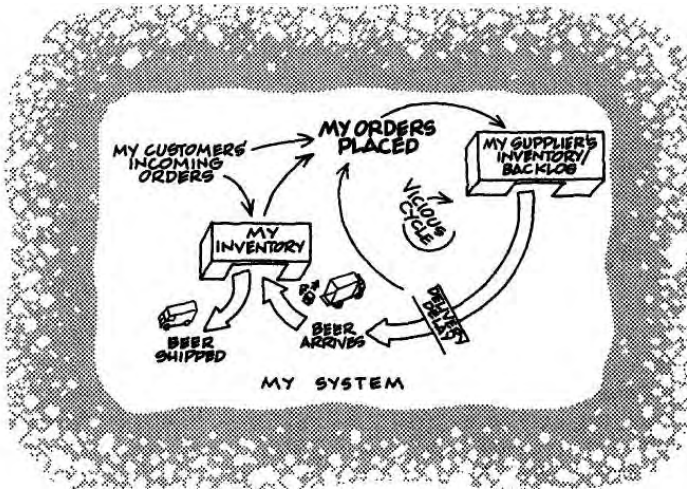 MY CUSTOMERS'
INCOMING
ORDERS
MY ORDERS
PLACED
MY SUPPLIER'S
INVENTORY/
BACKLOG
VICIOUS
CYCLE
MY
INVENTORY
DELIVERY
DELAY
BEER
ARRIVES
BEER
SHIPPED
MY SYSTEM